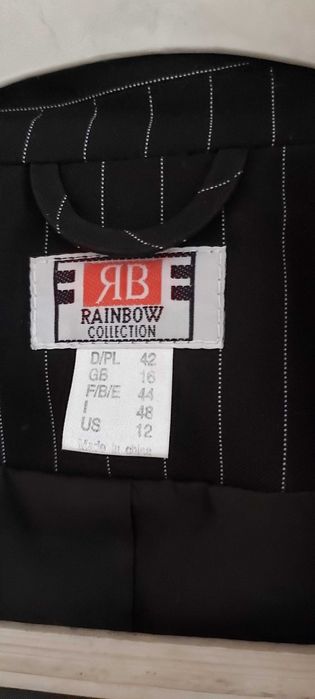 RB
RAINBOW
COLLECTION
D/PL 42
GB 16
F/B/E 44
I 48
US 12
Made in china